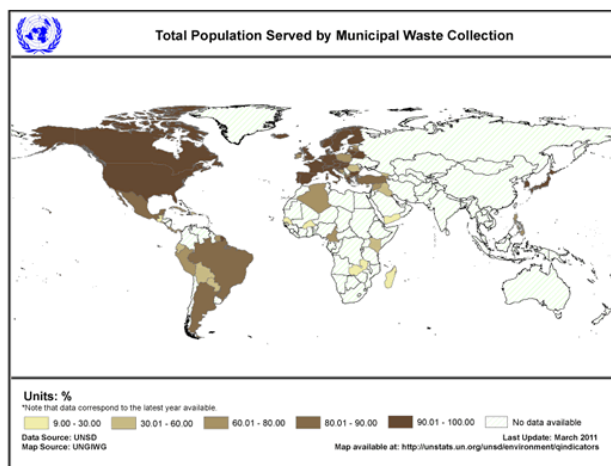 Total Population Served by Municipal Waste Collection
Units: %
*Note that data correspond to the latest year available.
9.00 - 30.00 30.01 - 60.00 60.01 - 80.00 80.01 - 90.00 90.01 - 100.00 No data available
Data Source: UNSD Last Update: March 2011
Map Source: UNGIWG Map available at: http://unstats.un.org/unsd/environment/qindicators